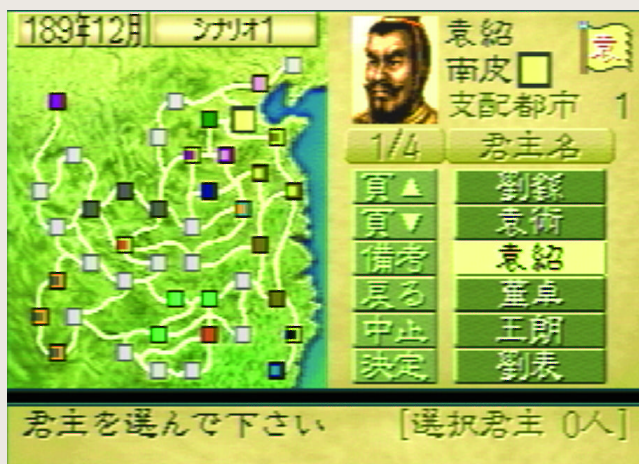 189年12月 シナリオ1
袁紹
袁
南皮
支配都市 1
1/4 君主名
頁▲ 劉繇
頁▼ 袁術
備考 袁紹
戻る 董卓
中止 王朗
決定 劉表
君主を選んで下さい [選択君主 0人]